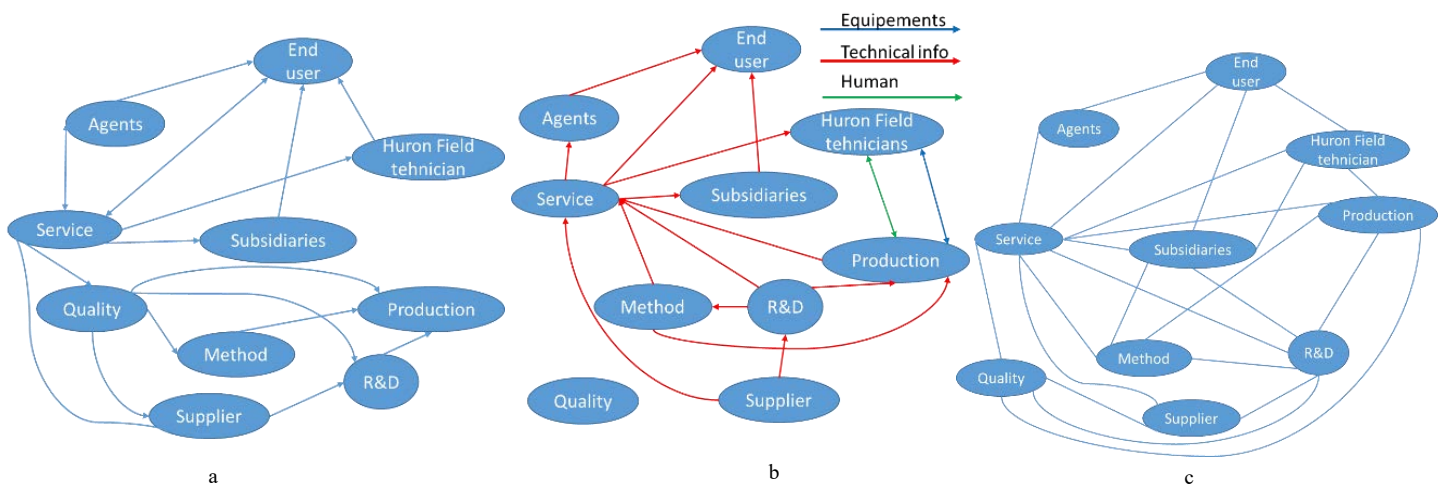 End
user
Agents
Huron Field
tehnician
Service
Subsidiaries
Quality
Production
Method
R&D
Supplier
a
Equipements
Technical info
Human
End
user
Agents
Huron Field
tehnicians
Service
Subsidiaries
Production
Method
R&D
Quality
Supplier
b
End
user
Agents
Huron Field
tehnician
Production
Service
Subsidiaries
Method
R&D
Quality
Supplier
c